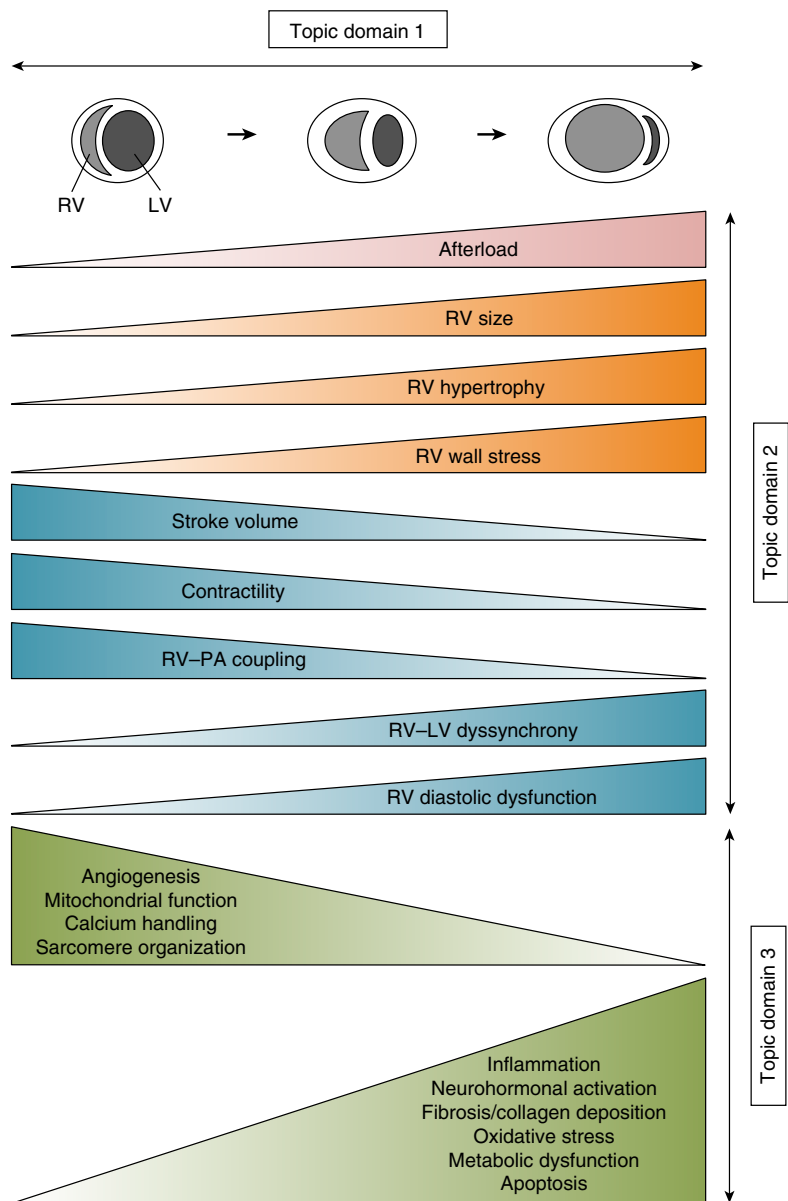 Topic domain 1
RV
LV
Afterload
RV size
RV hypertrophy
RV wall stress
Stroke volume
Contractility
RV–PA coupling
RV–LV dyssynchrony
RV diastolic dysfunction
Topic domain 2
Angiogenesis
Mitochondrial function
Calcium handling
Sarcomere organization
Inflammation
Neurohormonal activation
Fibrosis/collagen deposition
Oxidative stress
Metabolic dysfunction
Apoptosis
Topic domain 3